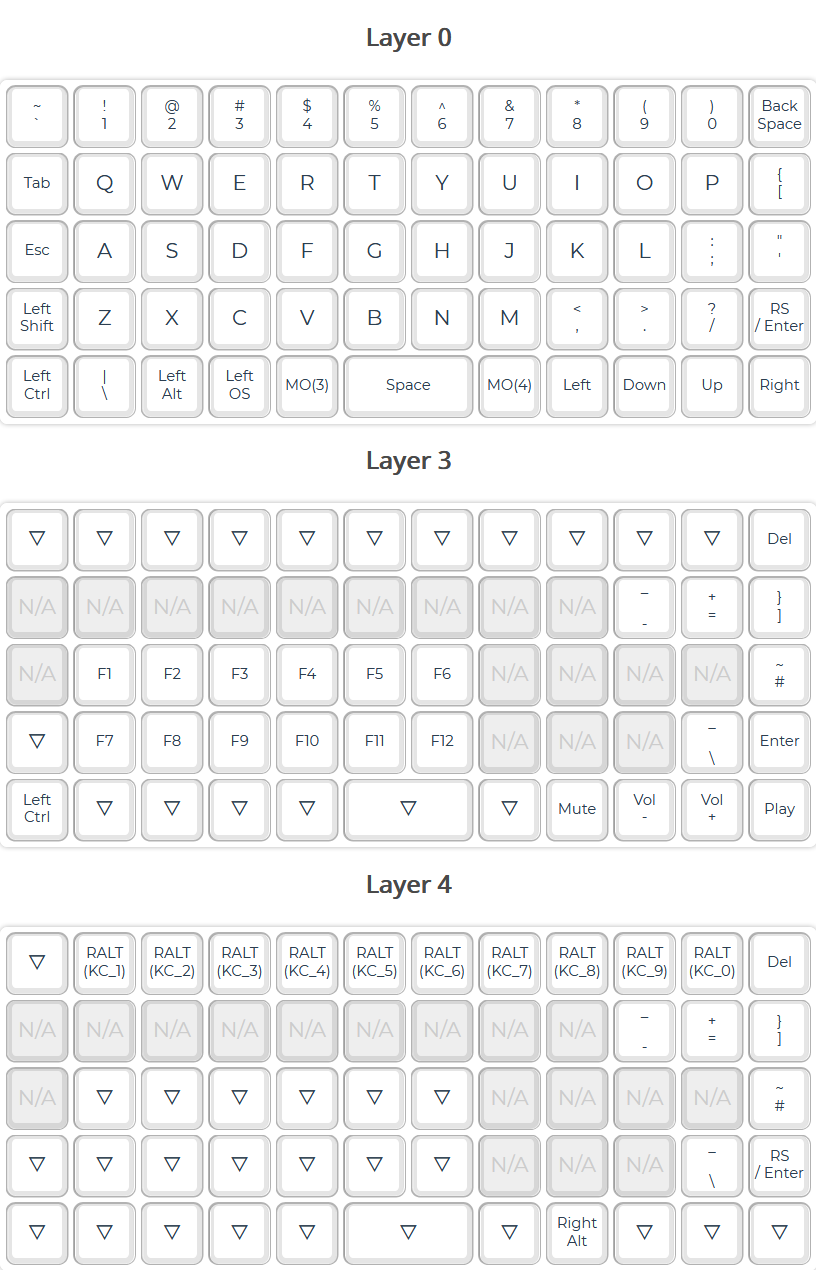 Layer 0
~ ! @ # $ % ^ & * ( ) Back
` 1 2 3 4 5 6 7 8 9 0 Space
Tab Q W E R T Y U I O P {
[
Esc A S D F G H J K L : "
; '
Left Z X C V B N M < > ? RS
Shift , . / / Enter
Left | Left Left MO(3) Space MO(4) Left Down Up Right
Ctrl \ Alt OS
Layer 3
▽ ▽ ▽ ▽ ▽ ▽ ▽ ▽ ▽ ▽ ▽ Del
N/A N/A N/A N/A N/A N/A N/A N/A N/A _ + }
- = ]
N/A F1 F2 F3 F4 F5 F6 N/A N/A N/A N/A ~
#
▽ F7 F8 F9 F10 F11 F12 N/A N/A N/A _ Enter
\
Left ▽ ▽ ▽ ▽ ▽ ▽ Mute Vol Vol Play
Ctrl - +
Layer 4
▽ RALT RALT RALT RALT RALT RALT RALT RALT RALT RALT Del
(KC_1) (KC_2) (KC_3) (KC_4) (KC_5) (KC_6) (KC_7) (KC_8) (KC_9) (KC_0)
N/A N/A N/A N/A N/A N/A N/A N/A N/A _ + }
- = ]
N/A ▽ ▽ ▽ ▽ ▽ ▽ N/A N/A N/A N/A ~
#
▽ ▽ ▽ ▽ ▽ ▽ ▽ N/A N/A N/A _ RS
\ / Enter
▽ ▽ ▽ ▽ ▽ ▽ ▽ Right ▽ ▽ ▽
Alt